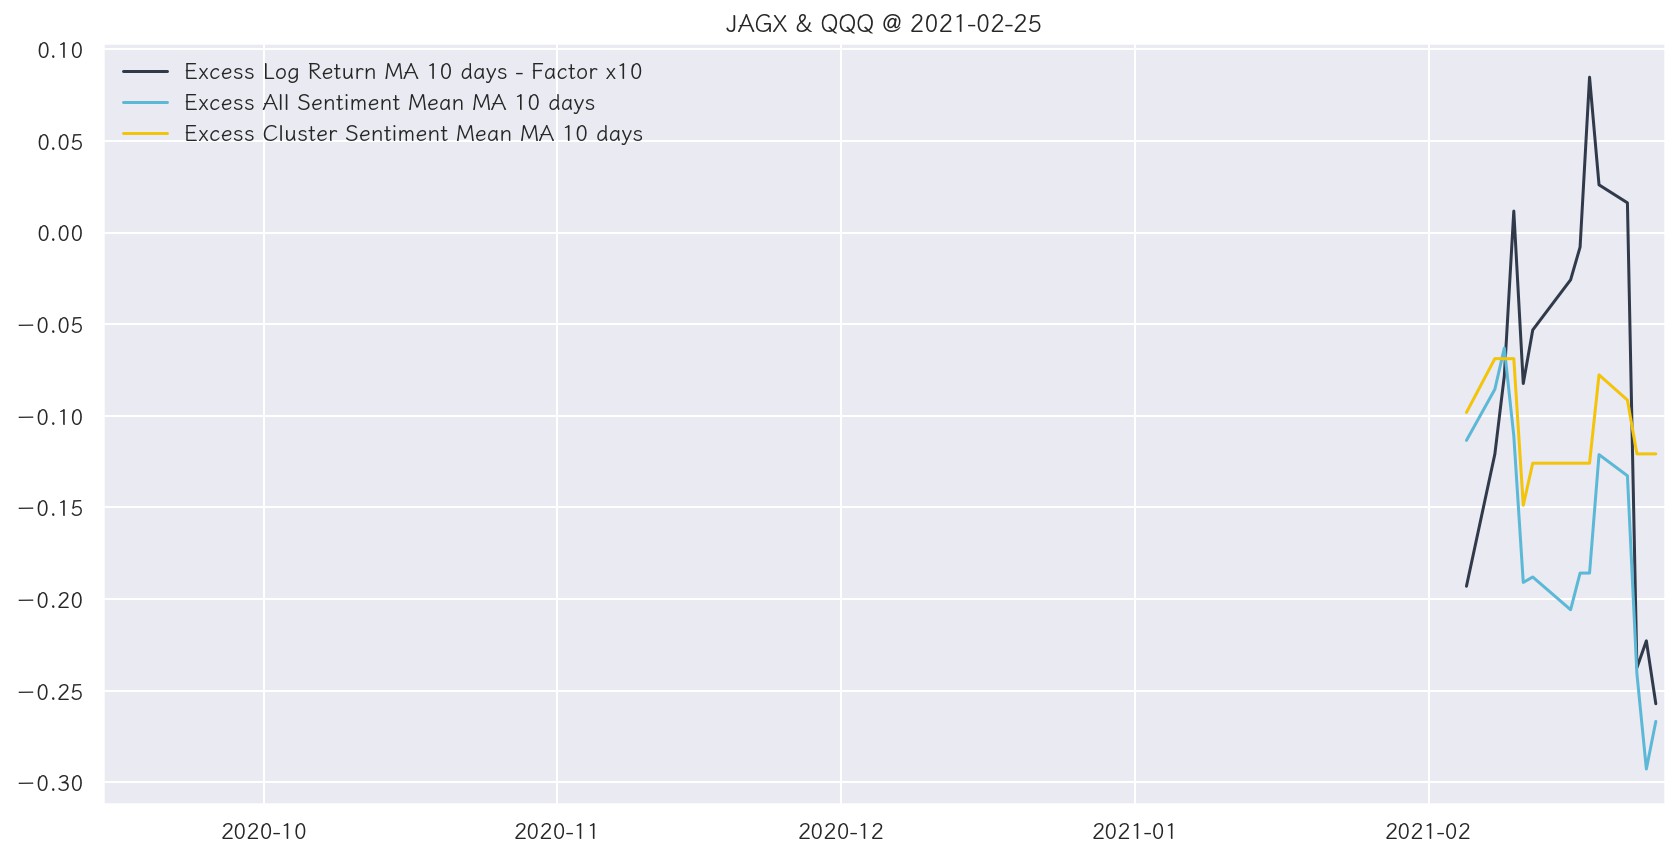 JAGX & QQQ @ 2021-02-25
Excess Log Return MA 10 days - Factor x10
Excess All Sentiment Mean MA 10 days
Excess Cluster Sentiment Mean MA 10 days
0.10
0.05
0.00
−0.05
−0.10
−0.15
−0.20
−0.25
−0.30
2020-10 2020-11 2020-12 2021-01 2021-02